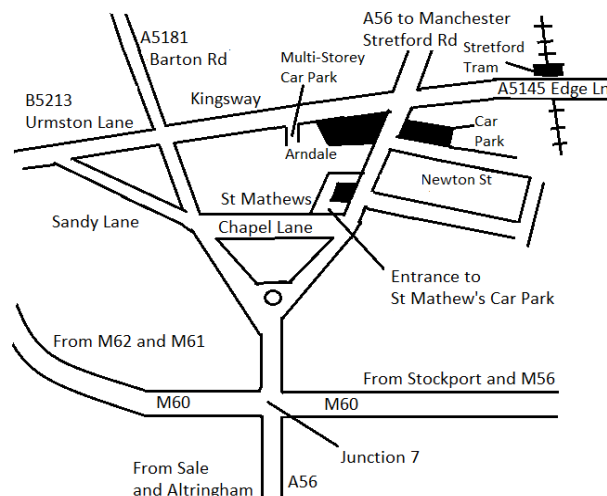 A56 to Manchester
Stretford Rd
A5181
Barton Rd
Multi-Storey
Car Park
Stretford
Tram
B5213
Urmston Lane
Kingsway
A5145 Edge Ln
Car
Park
Arndale
Newton St
St Mathews
Sandy Lane
Chapel Lane
Entrance to
St Mathew's Car Park
From M62 and M61
From Stockport and M56
M60
M60
Junction 7
From Sale
and Altringham
A56